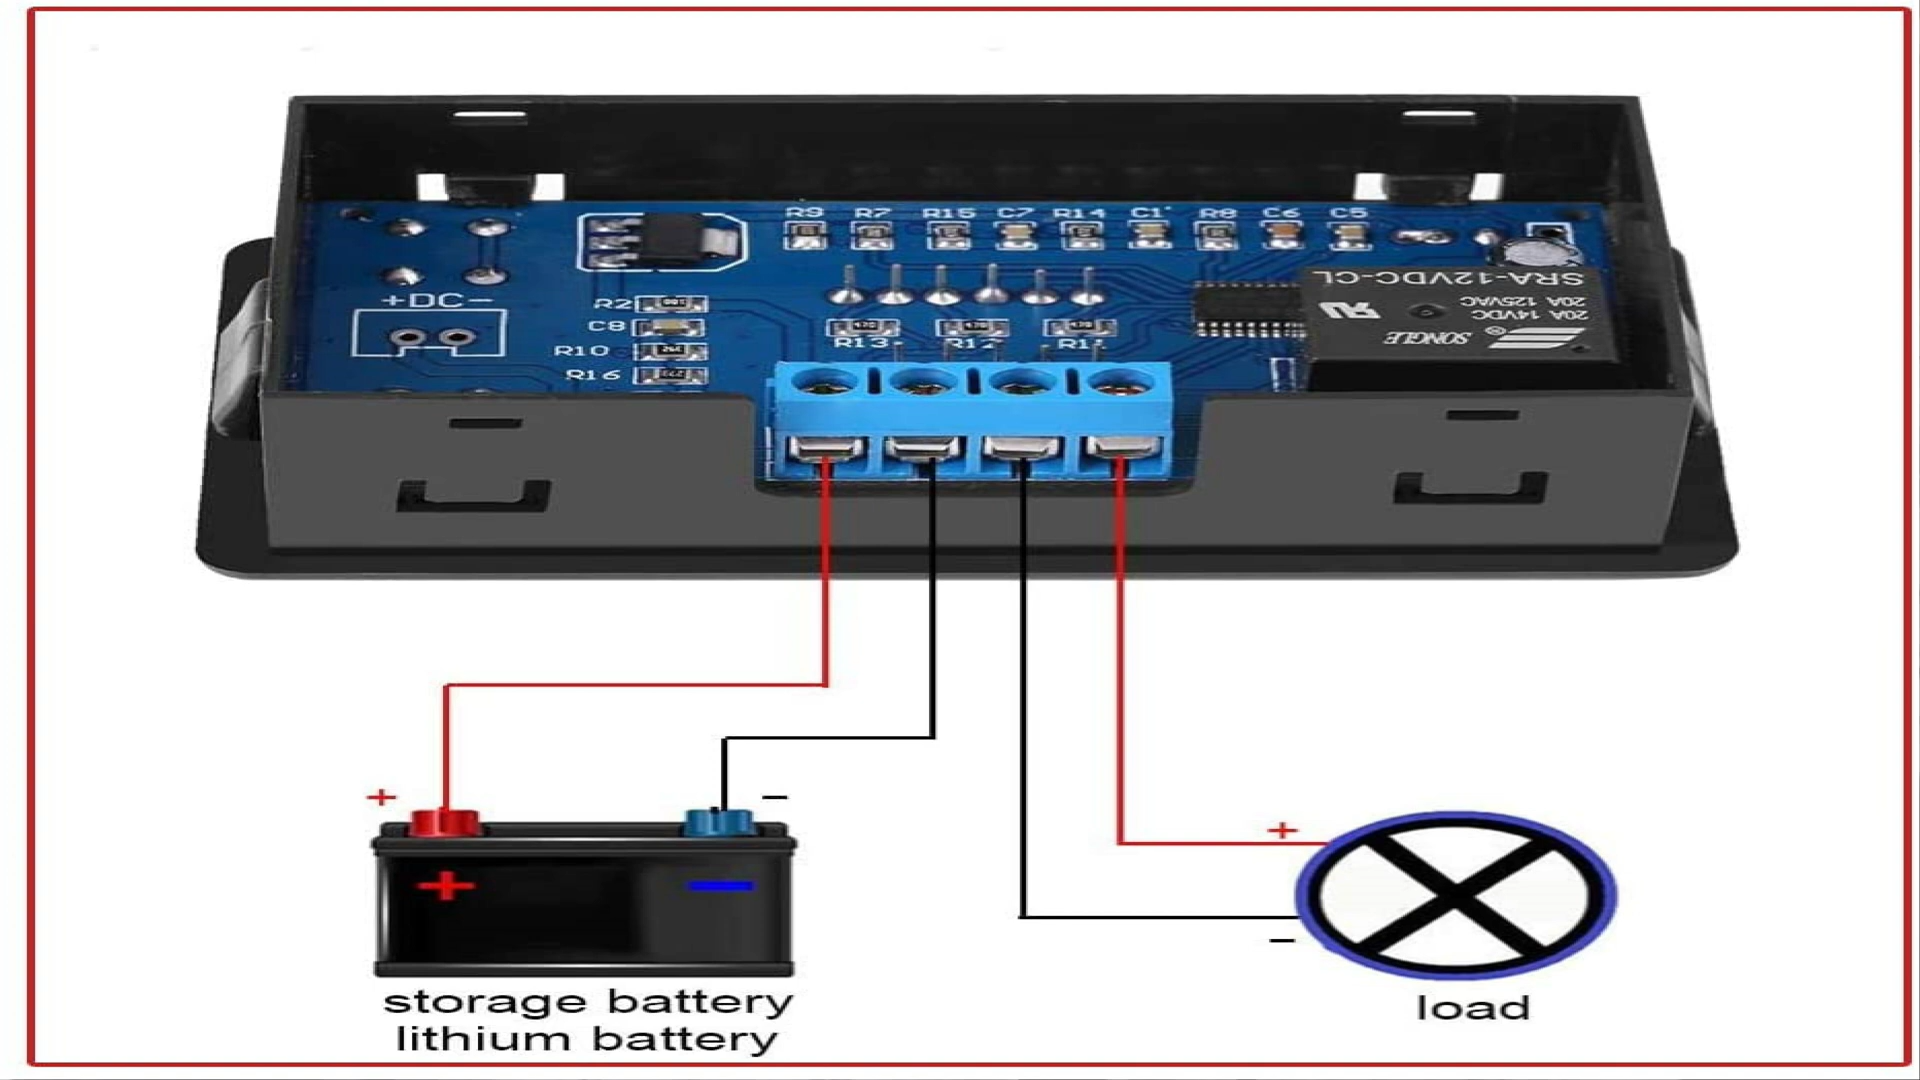 R9 R7 R15 C7 R14 C1 R8 C6 C5
+DC-
R2
C8
R10
R16
R13 R12
SRA-12VDC-CL
20A 125VAC
20A 14VDC
SONGLE ®
+ -
+ -
+
-
storage battery
lithium battery
load